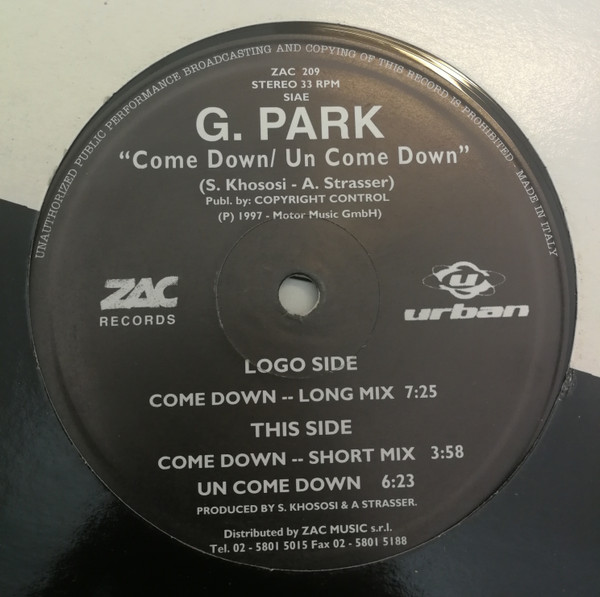 UNAUTHORIZED PUBLIC PERFORMANCE BROADCASTING AND COPYING OF THIS RECORD IS PROHIBITED - MADE IN ITALY
ZAC 209
STEREO 33 RPM
SIAE
G. PARK
“Come Down/ Un Come Down”
(S. Khososi - A. Strasser)
Publ. by: COPYRIGHT CONTROL
(P) 1997 - Motor Music GmbH)
ZAC
RECORDS
u
urban
LOGO SIDE
COME DOWN -- LONG MIX 7:25
THIS SIDE
COME DOWN -- SHORT MIX 3:58
UN COME DOWN 6:23
PRODUCED BY S. KHOSOSI & A STRASSER.
Distributed by ZAC MUSIC s.r.l.
Tel. 02 - 5801 5015 Fax 02 - 5801 5188